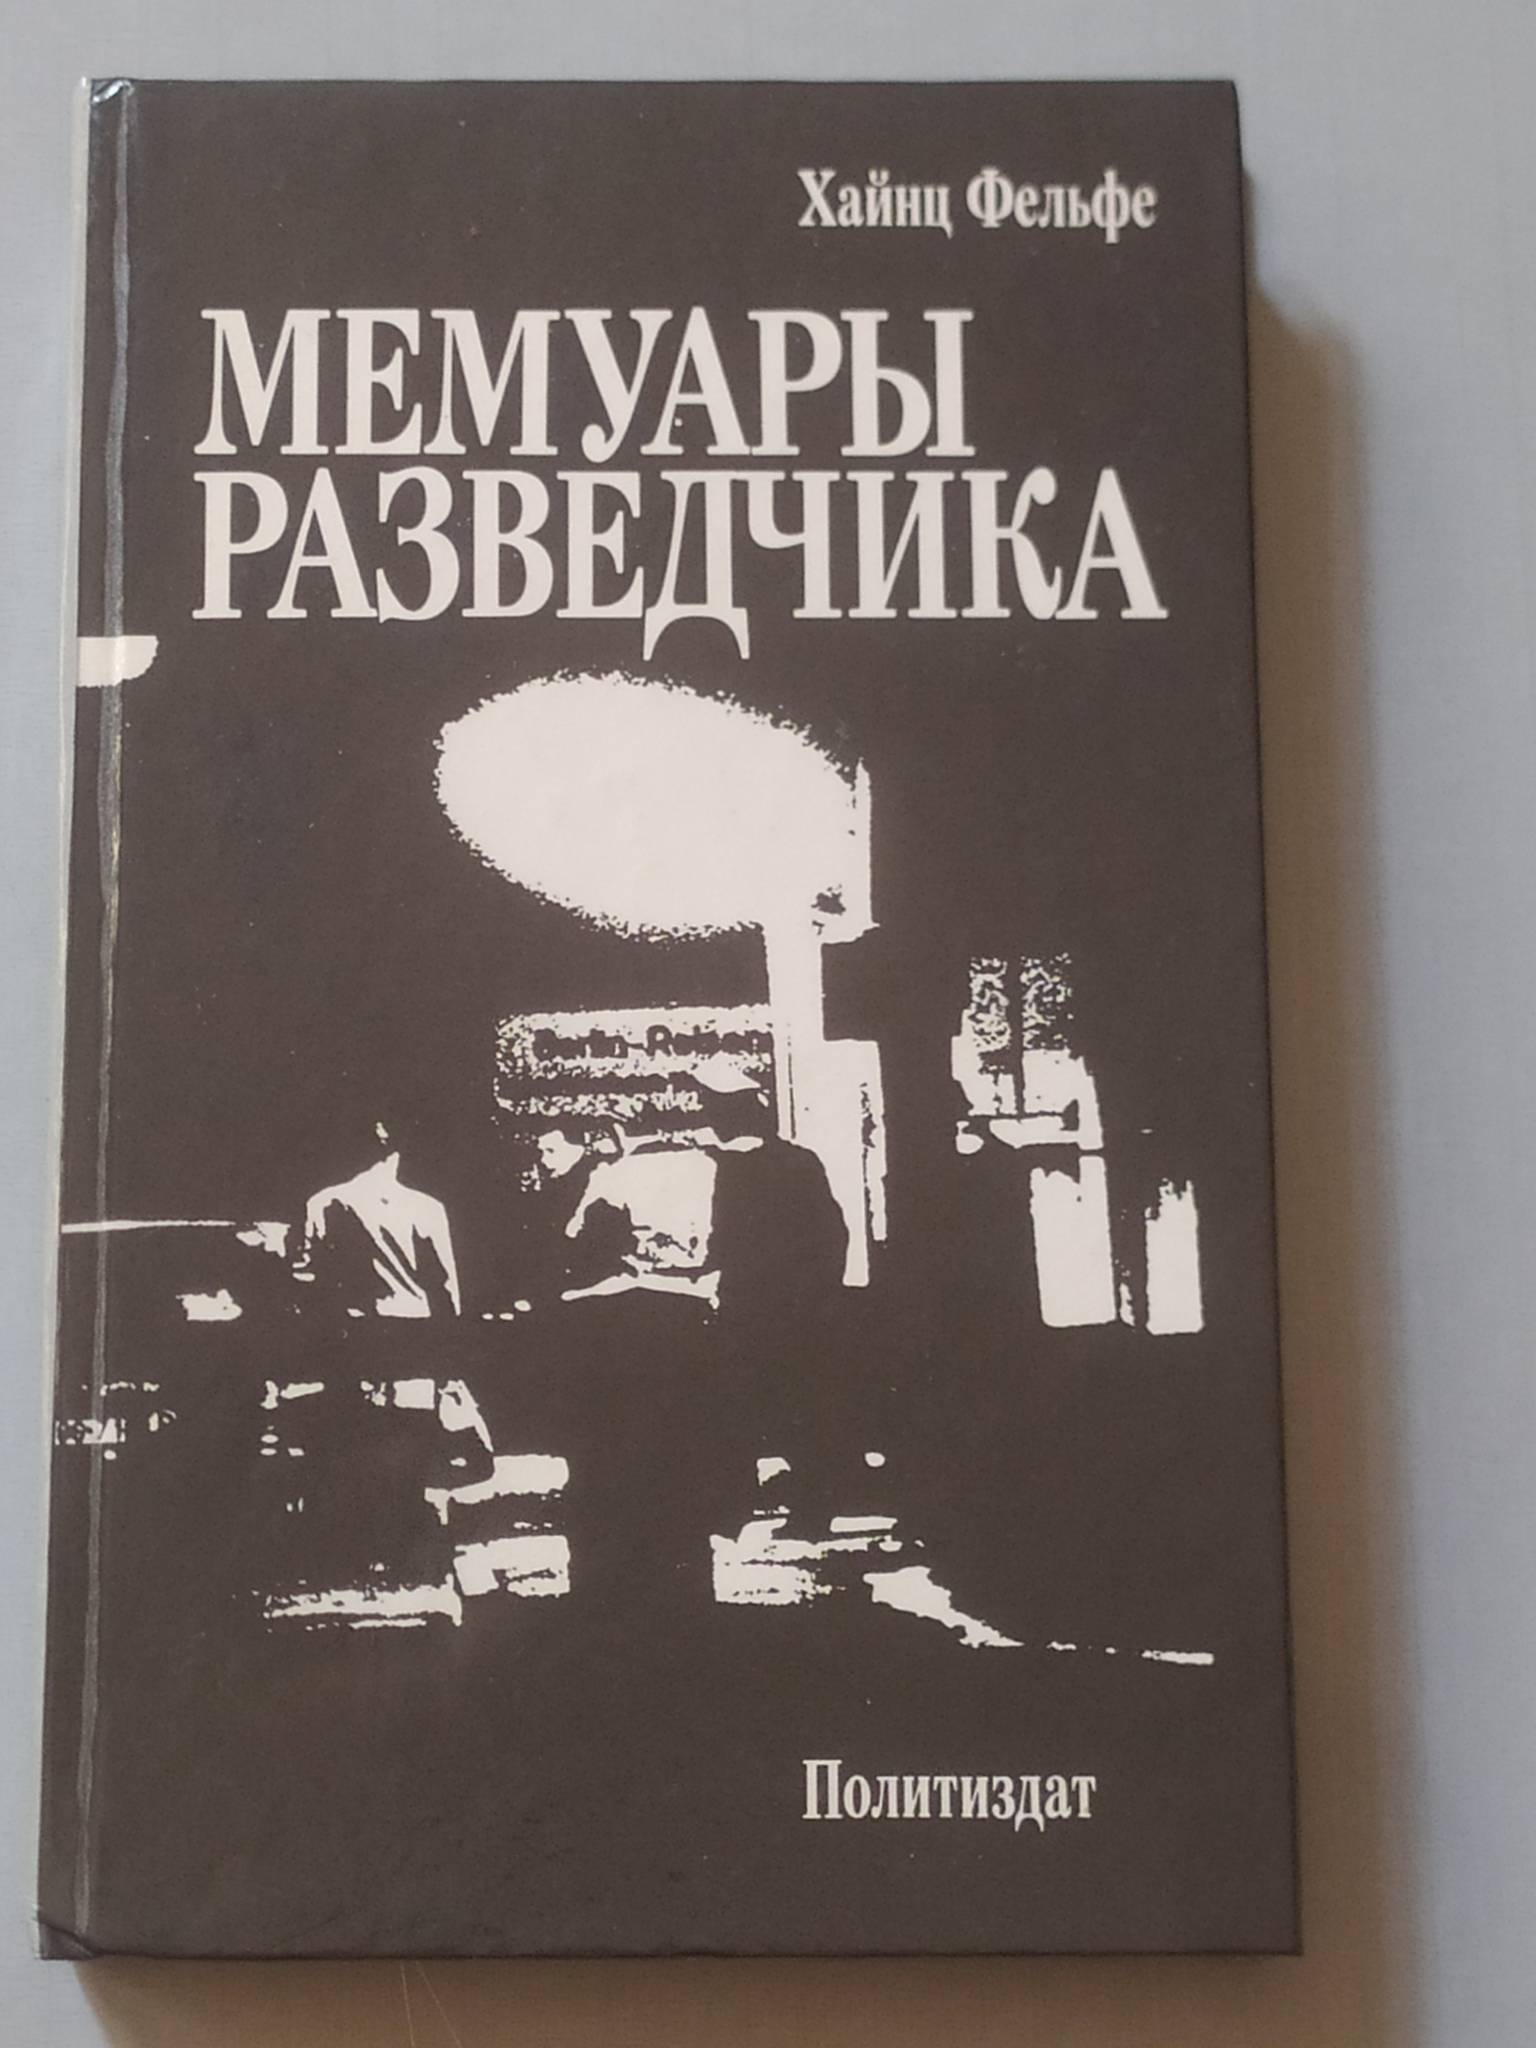 Хайнц Фельфе
МЕМУАРЫ
РАЗВЕДЧИКА
Политиздат